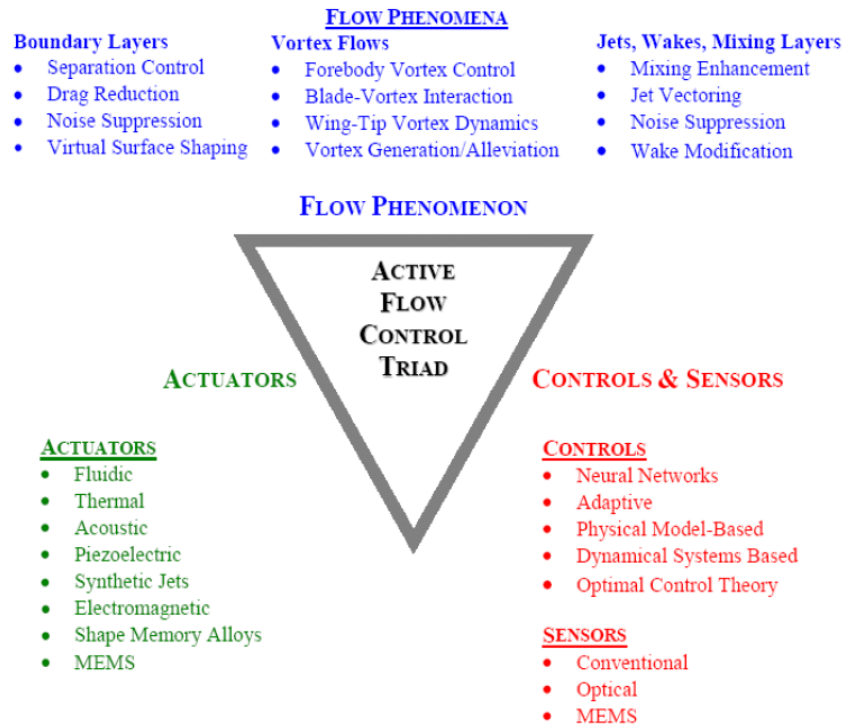 FLOW PHENOMENA
Boundary Layers
• Separation Control
• Drag Reduction
• Noise Suppression
• Virtual Surface Shaping
Vortex Flows
• Forebody Vortex Control
• Blade-Vortex Interaction
• Wing-Tip Vortex Dynamics
• Vortex Generation/Alleviation
Jets, Wakes, Mixing Layers
• Mixing Enhancement
• Jet Vectoring
• Noise Suppression
• Wake Modification
FLOW PHENOMENON
ACTIVE
FLOW
CONTROL
TRIAD
ACTUATORS
CONTROLS & SENSORS
ACTUATORS
• Fluidic
• Thermal
• Acoustic
• Piezoelectric
• Synthetic Jets
• Electromagnetic
• Shape Memory Alloys
• MEMS
CONTROLS
• Neural Networks
• Adaptive
• Physical Model-Based
• Dynamical Systems Based
• Optimal Control Theory
SENSORS
• Conventional
• Optical
• MEMS